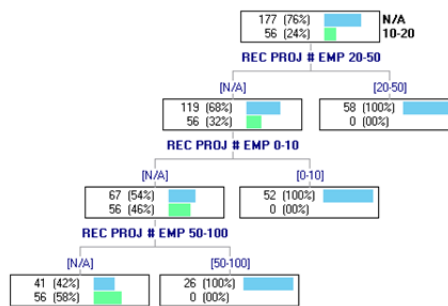 177 (76%) N/A
56 (24%) 10-20
REC PROJ # EMP 20-50
[N/A] [20-50]
119 (68%) 58 (100%)
56 (32%) 0 (00%)
REC PROJ # EMP 0-10
[N/A] [0-10]
67 (54%) 52 (100%)
56 (46%) 0 (00%)
REC PROJ # EMP 50-100
[N/A] [50-100]
41 (42%) 26 (100%)
56 (58%) 0 (00%)